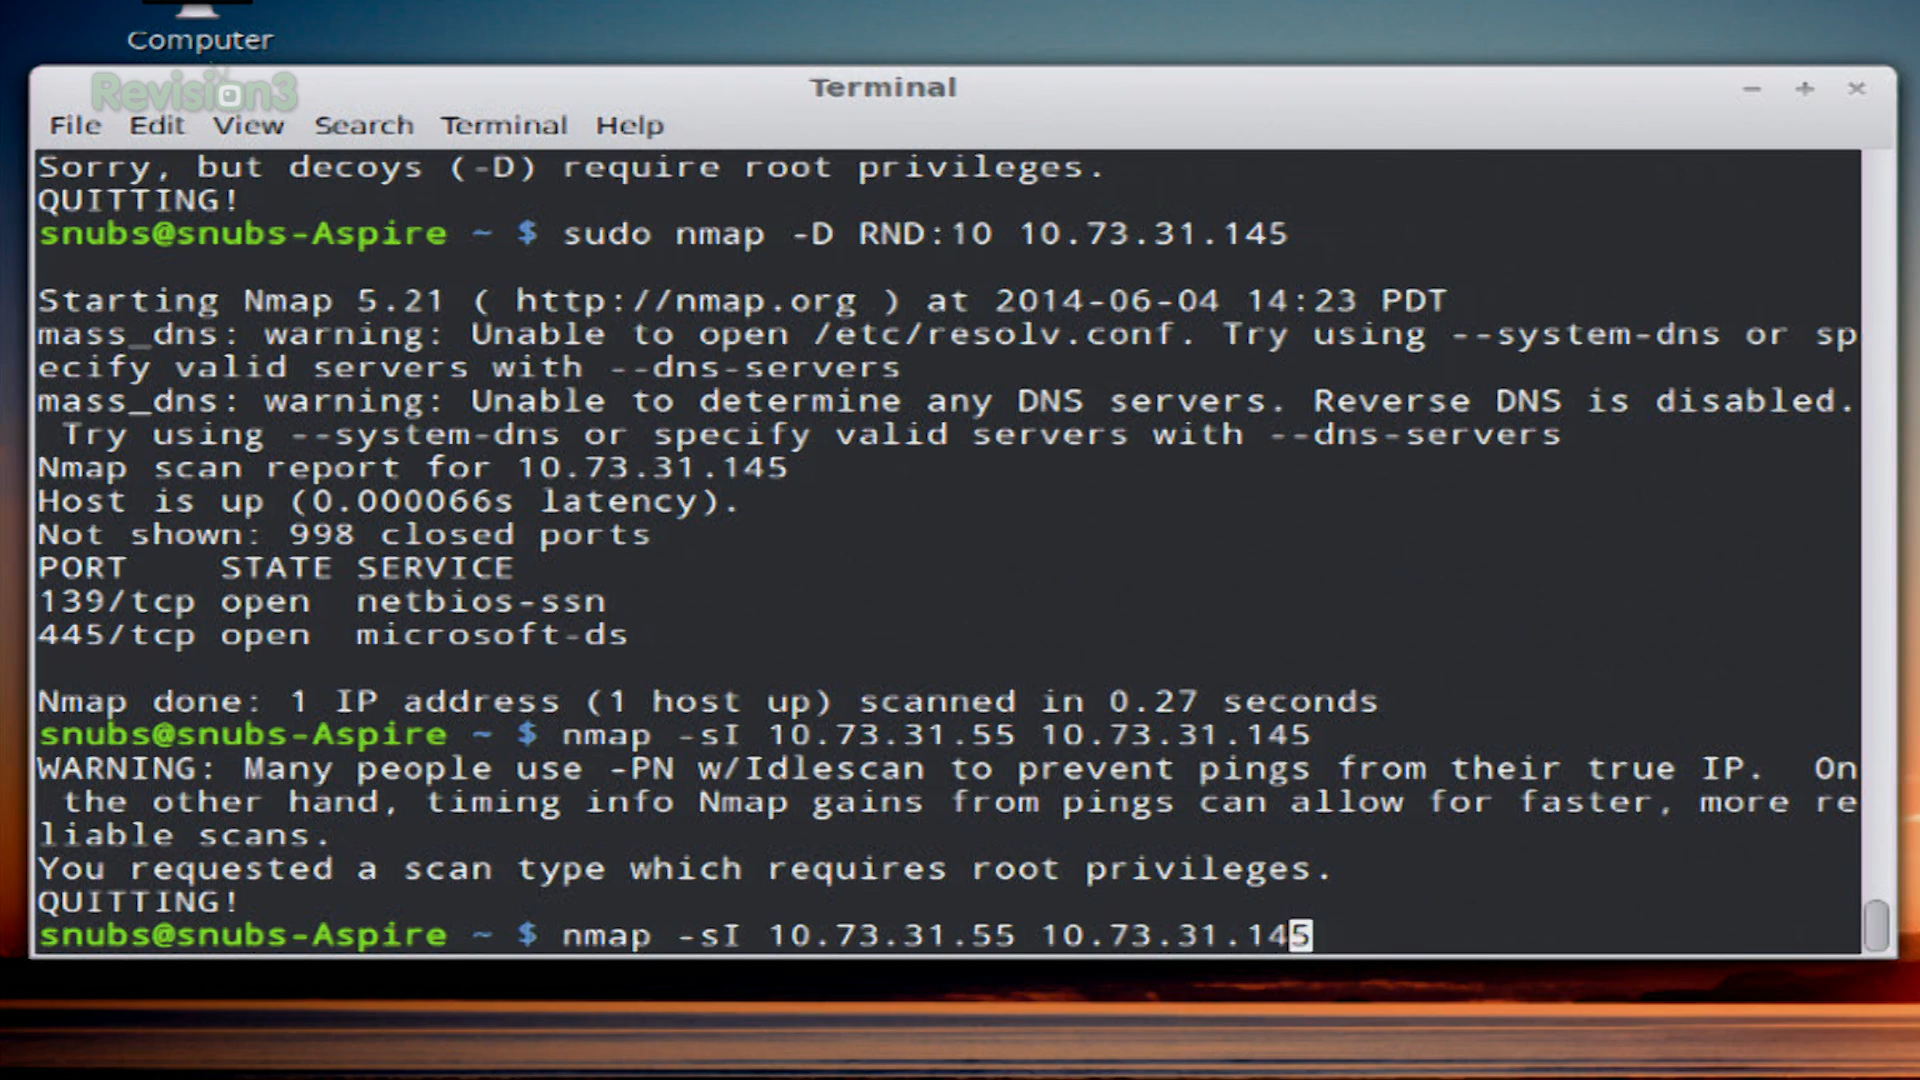 Computer
Revision3
Terminal
File Edit View Search Terminal Help
Sorry, but decoys (-D) require root privileges.
QUITTING!
snubs@snubs-Aspire ~ $ sudo nmap -D RND:10 10.73.31.145
Starting Nmap 5.21 ( http://nmap.org ) at 2014-06-04 14:23 PDT
mass_dns: warning: Unable to open /etc/resolv.conf. Try using --system-dns or sp
ecify valid servers with --dns-servers
mass_dns: warning: Unable to determine any DNS servers. Reverse DNS is disabled.
Try using --system-dns or specify valid servers with --dns-servers
Nmap scan report for 10.73.31.145
Host is up (0.000066s latency).
Not shown: 998 closed ports
PORT STATE SERVICE
139/tcp open netbios-ssn
445/tcp open microsoft-ds
Nmap done: 1 IP address (1 host up) scanned in 0.27 seconds
snubs@snubs-Aspire ~ $ nmap -sI 10.73.31.55 10.73.31.145
WARNING: Many people use -PN w/Idlescan to prevent pings from their true IP. On
the other hand, timing info Nmap gains from pings can allow for faster, more re
liable scans.
You requested a scan type which requires root privileges.
QUITTING!
snubs@snubs-Aspire ~ $ nmap -sI 10.73.31.55 10.73.31.145